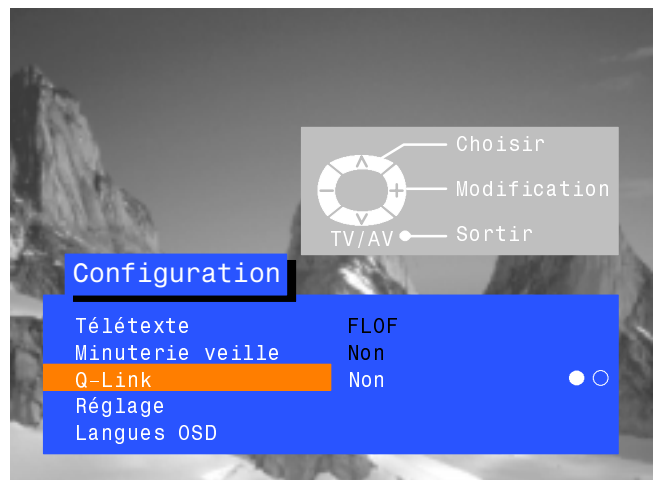 Choisir
Modification
TV/AV Sortir
Configuration
Télétexte FLOF
Minuterie veille Non
Q-Link Non
Réglage
Langues OSD